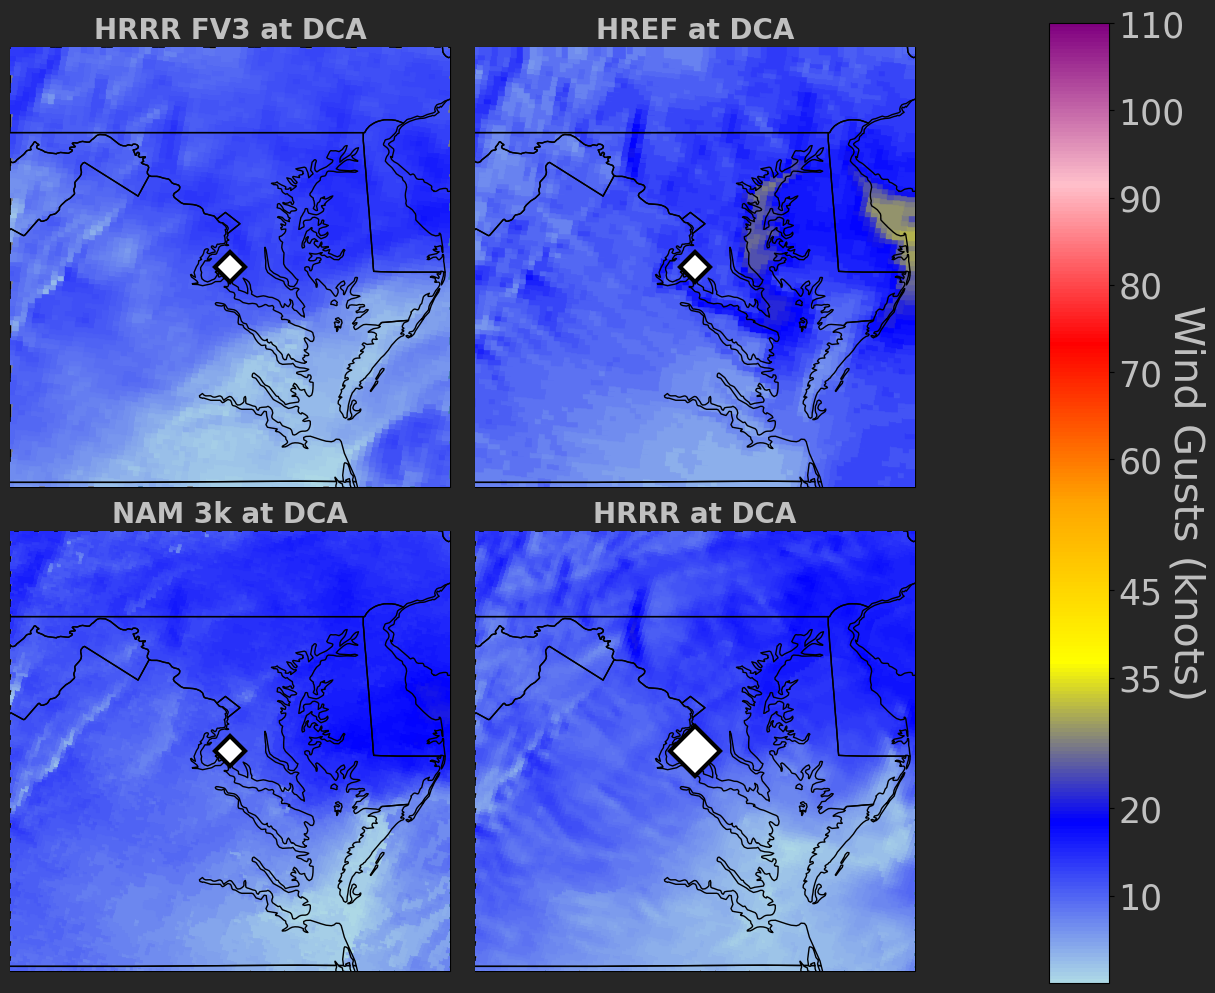 HRRR FV3 at DCA
HREF at DCA
NAM 3k at DCA
HRRR at DCA
110
100
90
80
70
60
45
35
20
10
Wind Gusts (knots)